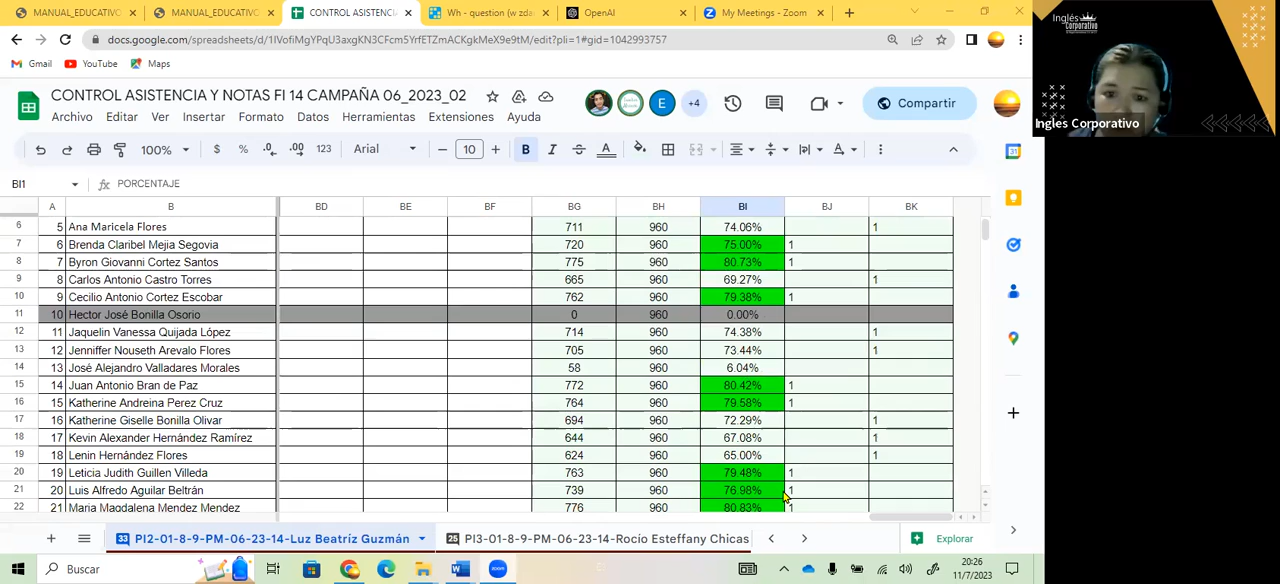 MANUAL_EDUCATIVO
MANUAL_EDUCATIVO
CONTROL ASISTENCI
Wh - question (w zda
OpenAI
My Meetings - Zoom
docs.google.com/spreadsheets/d/1IVofiMgYPqU3axgKN3CFcm5YrfETZmACKgkMeX9e9tM/edit?pli=1#gid=1042993757
Gmail YouTube Maps
CONTROL ASISTENCIA Y NOTAS FI 14 CAMPAÑA 06_2023_02
E +4 Compartir
Archivo Editar Ver Insertar Formato Datos Herramientas Extensiones Ayuda
100% $ % .0 .00 123 Arial 10 B I A
BI1 fx PORCENTAJE
A B BD BE BF BG BH BI BJ BK
6 5 Ana Maricela Flores 711 960 74.06% 1
7 6 Brenda Claribel Mejia Segovia 720 960 75.00% 1
8 7 Byron Giovanni Cortez Santos 775 960 80.73% 1
9 8 Carlos Antonio Castro Torres 665 960 69.27% 1
10 9 Cecilio Antonio Cortez Escobar 762 960 79.38% 1
11 10 Hector José Bonilla Osorio 0 960 0.00%
12 11 Jaquelin Vanessa Quijada López 714 960 74.38% 1
13 12 Jenniffer Nouseth Arevalo Flores 705 960 73.44% 1
14 13 José Alejandro Valladares Morales 58 960 6.04%
15 14 Juan Antonio Bran de Paz 772 960 80.42% 1
16 15 Katherine Andreina Perez Cruz 764 960 79.58% 1
17 16 Katherine Giselle Bonilla Olivar 694 960 72.29% 1
18 17 Kevin Alexander Hernández Ramírez 644 960 67.08% 1
19 18 Lenin Hernández Flores 624 960 65.00% 1
20 19 Leticia Judith Guillen Villeda 763 960 79.48% 1
21 20 Luis Alfredo Aguilar Beltrán 739 960 76.98% 1
22 21 Maria Magdalena Mendez Mendez 776 960 80.83% 1
33 PI2-01-8-9-PM-06-23-14-Luz Beatríz Guzmán
25 PI3-01-8-9-PM-06-23-14-Rocío Esteffany Chicas
Explorar
Buscar
20:26
11/7/2023
Inglés
Corporativo
Ingles Corporativo